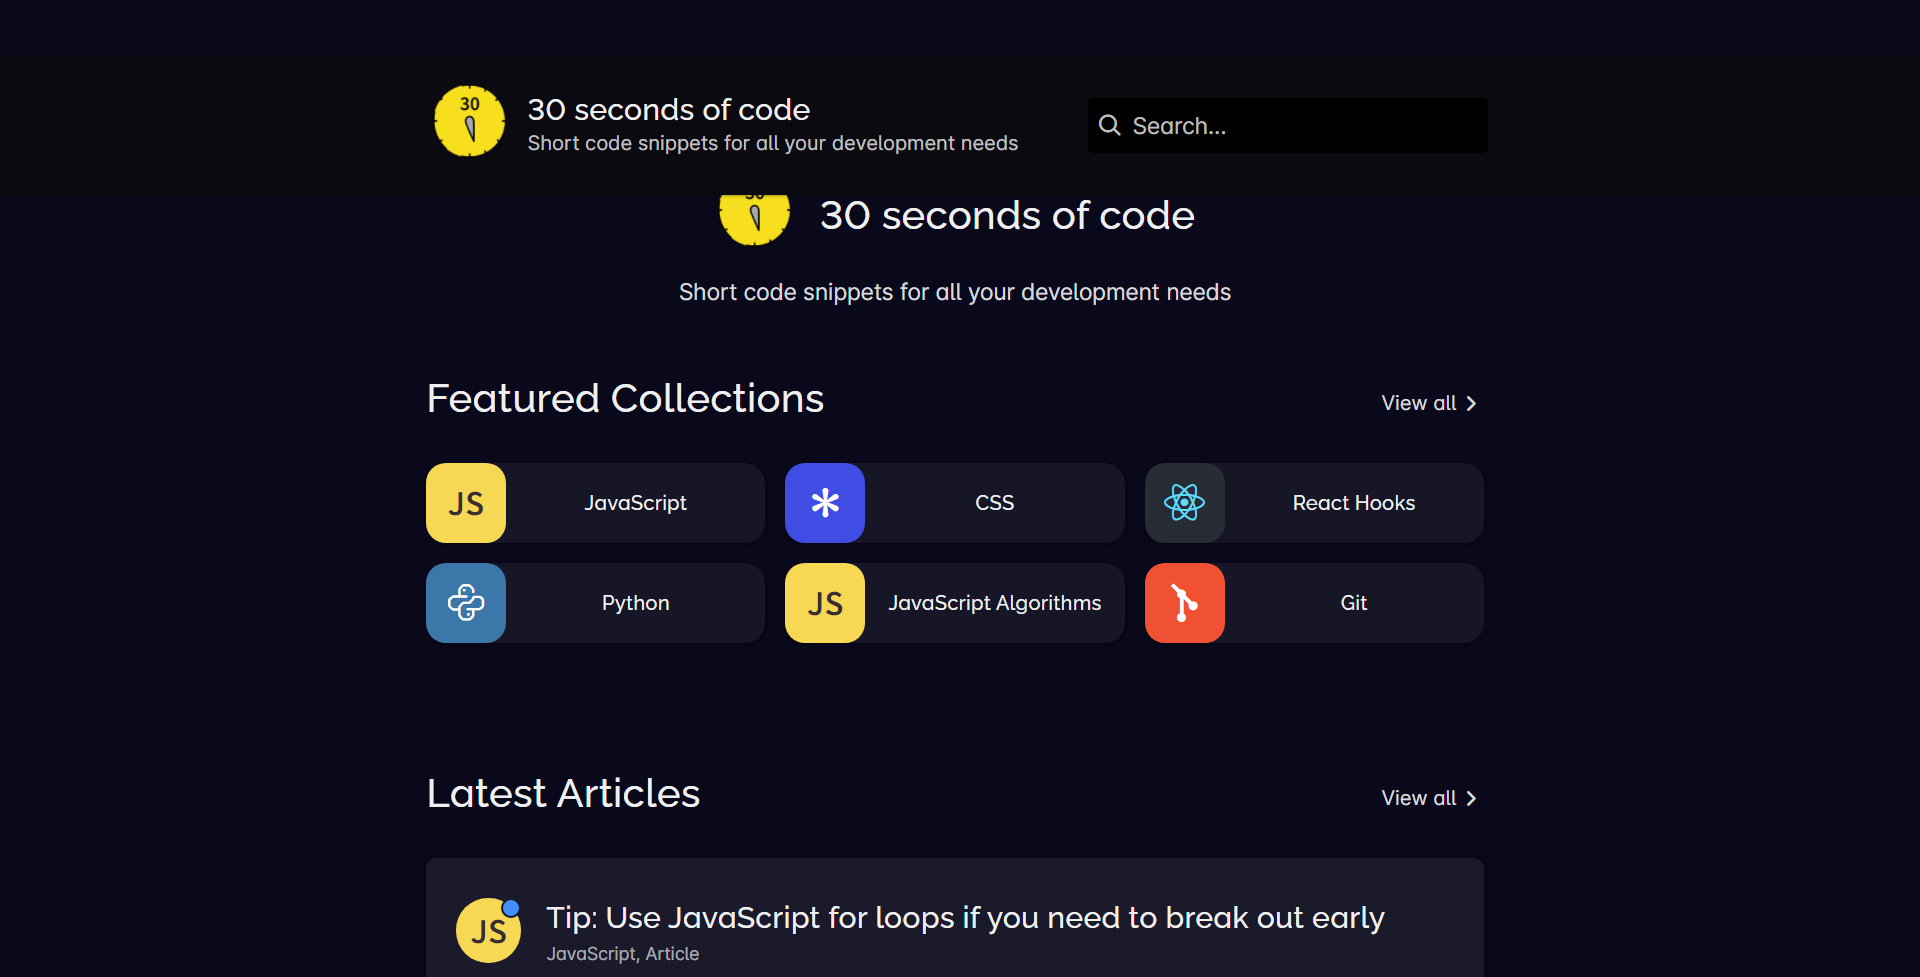 30
30 seconds of code
Short code snippets for all your development needs
Search...
30 seconds of code
Short code snippets for all your development needs
Featured Collections
View all
JS
JavaScript
CSS
React Hooks
Python
JS
JavaScript Algorithms
Git
Latest Articles
View all
JS
Tip: Use JavaScript for loops if you need to break out early
JavaScript, Article